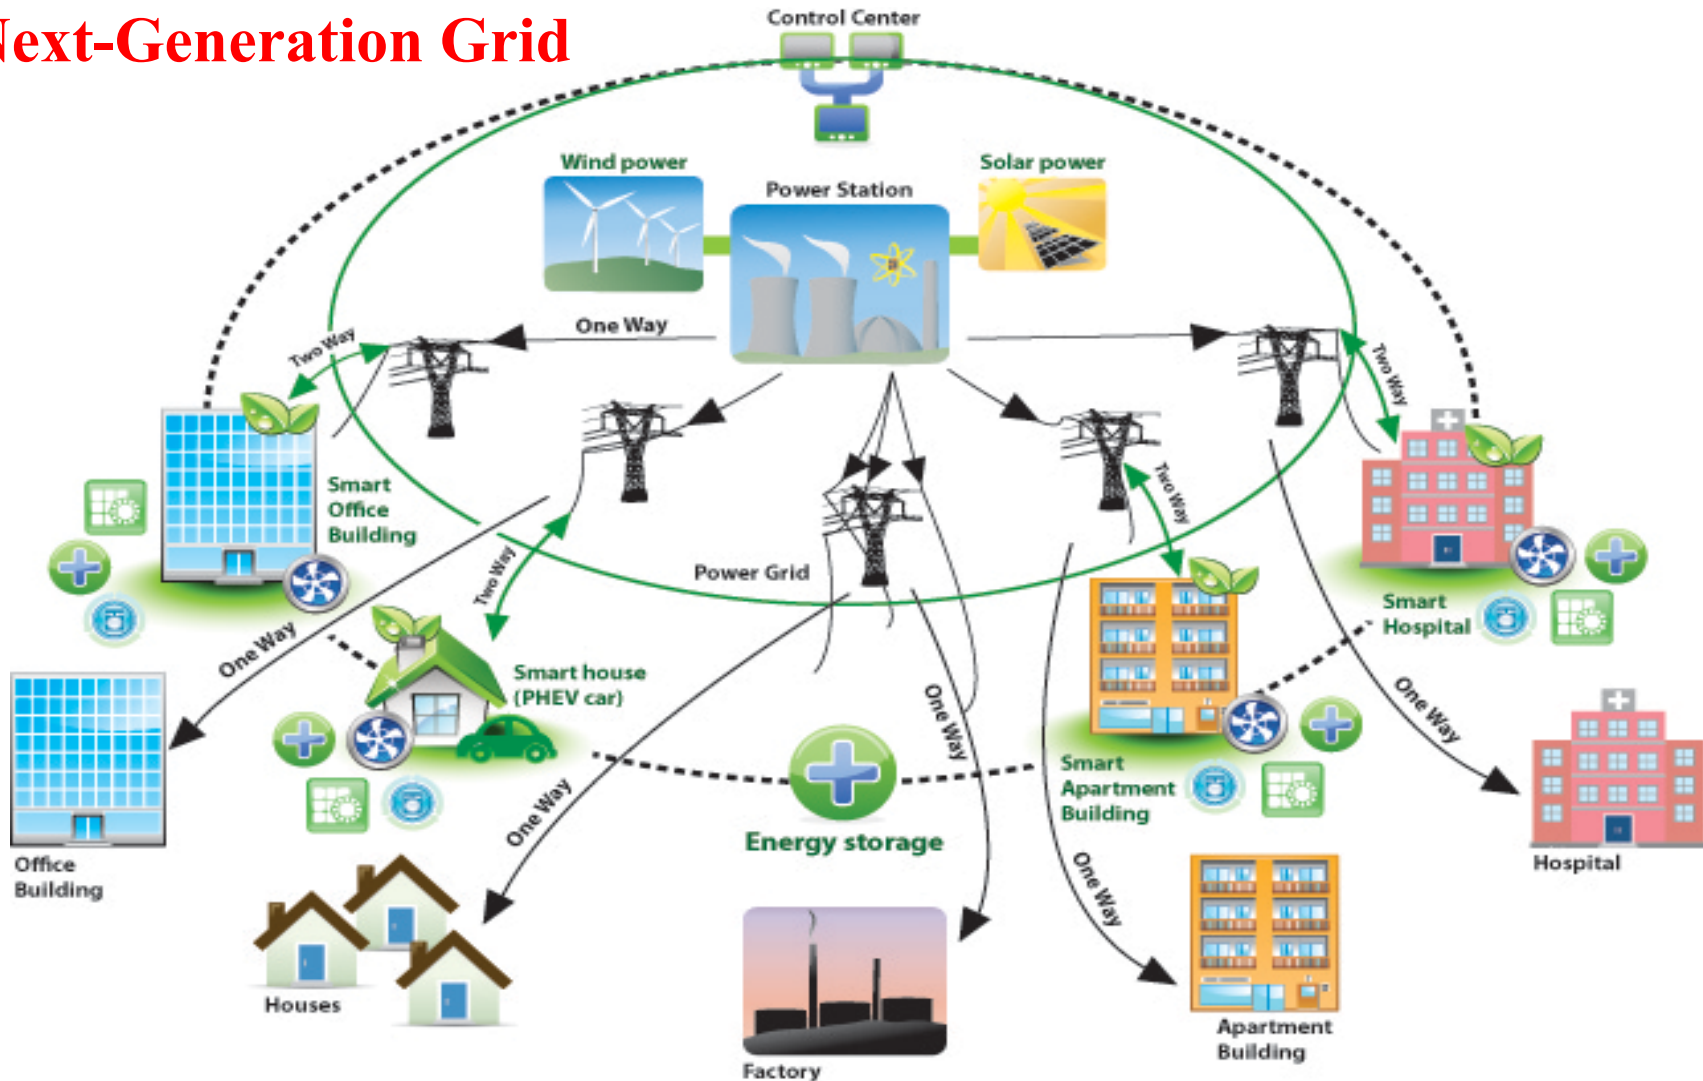 Next-Generation Grid
Control Center
Wind power
Solar power
Power Station
One Way
Two Way
Two Way
Smart
Office
Building
Two Way
Two Way
Power Grid
Smart
Hospital
One Way
Smart house
(PHEV car)
One Way
One Way
One Way
Smart
Apartment
Building
Energy storage
Office
Building
One Way
Hospital
Houses
Factory
Apartment
Building